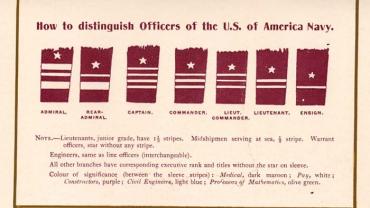 How to distinguish Officers of the U.S. of America Navy.
ADMIRAL. REAR-ADMIRAL. CAPTAIN. COMMANDER. LIEUT. COMMANDER. LIEUTENANT. ENSIGN.
NOTE.—Lieutenants, junior grade, have 1½ stripes. Midshipmen serving at sea, ½ stripe. Warrant
officers, star without any stripe.
Engineers, same as line officers (interchangeable).
All other branches have corresponding executive rank and titles without the star on sleeve.
Colour of significance (between the sleeve stripes): Medical, dark maroon; Pay, white;
Constructors, purple; Civil Engineers, light blue; Professors of Mathematics, olive green.